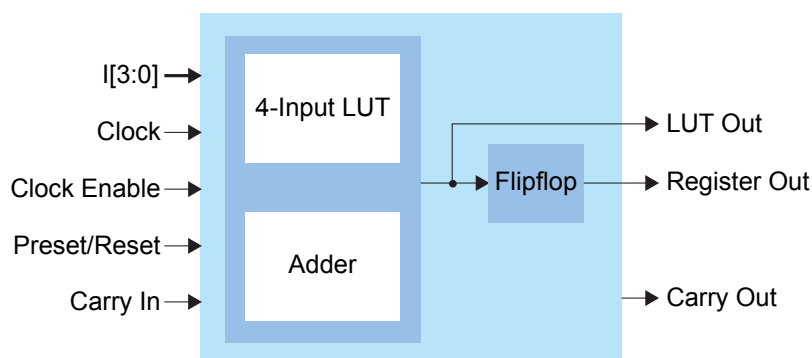 I[3:0]
Clock
Clock Enable
Preset/Reset
Carry In
4-Input LUT
Adder
Flipflop
LUT Out
Register Out
Carry Out